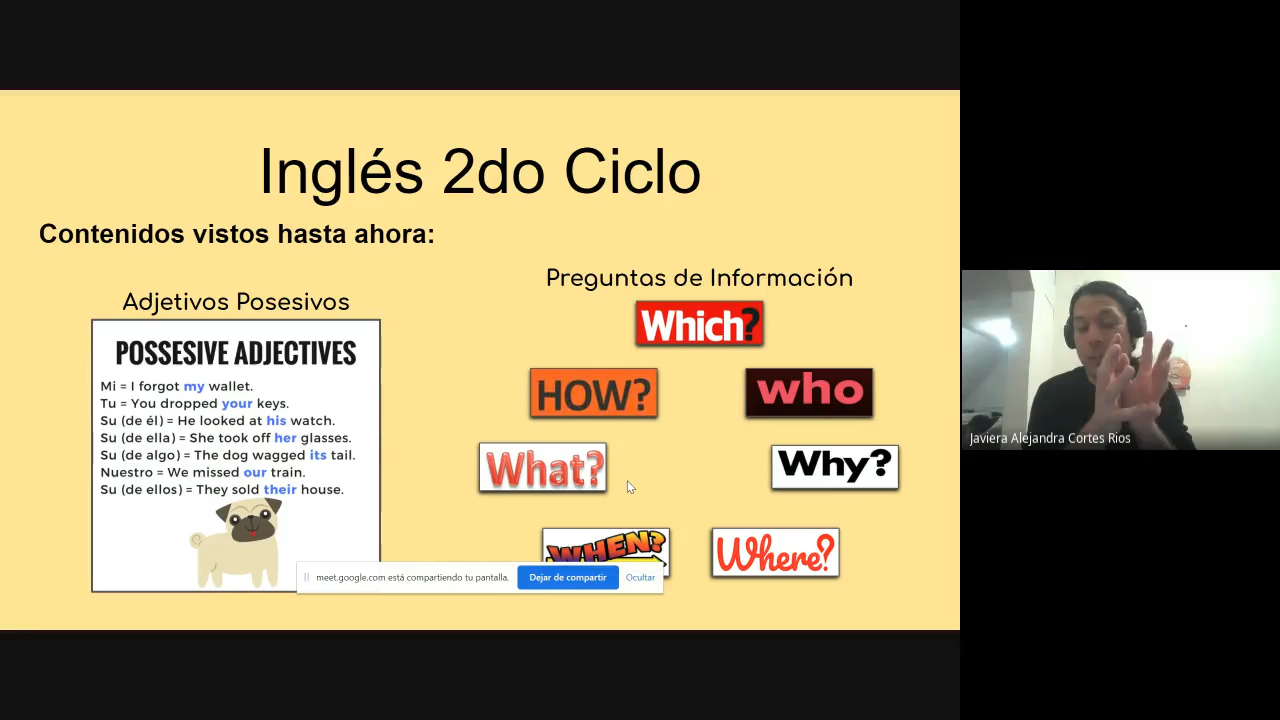 Inglés 2do Ciclo
Contenidos vistos hasta ahora:
Adjetivos Posesivos
POSSESIVE ADJECTIVES
Mi = I forgot my wallet.
Tu = You dropped your keys.
Su (de él) = He looked at his watch.
Su (de ella) = She took off her glasses.
Su (de algo) = The dog wagged its tail.
Nuestro = We missed our train.
Su (de ellos) = They sold their house.
Preguntas de Información
Which?
HOW?
who
What?
Why?
WHEN?
Where?
meet.google.com está compartiendo tu pantalla.
Dejar de compartir
Ocultar
Javiera Alejandra Cortes Rios